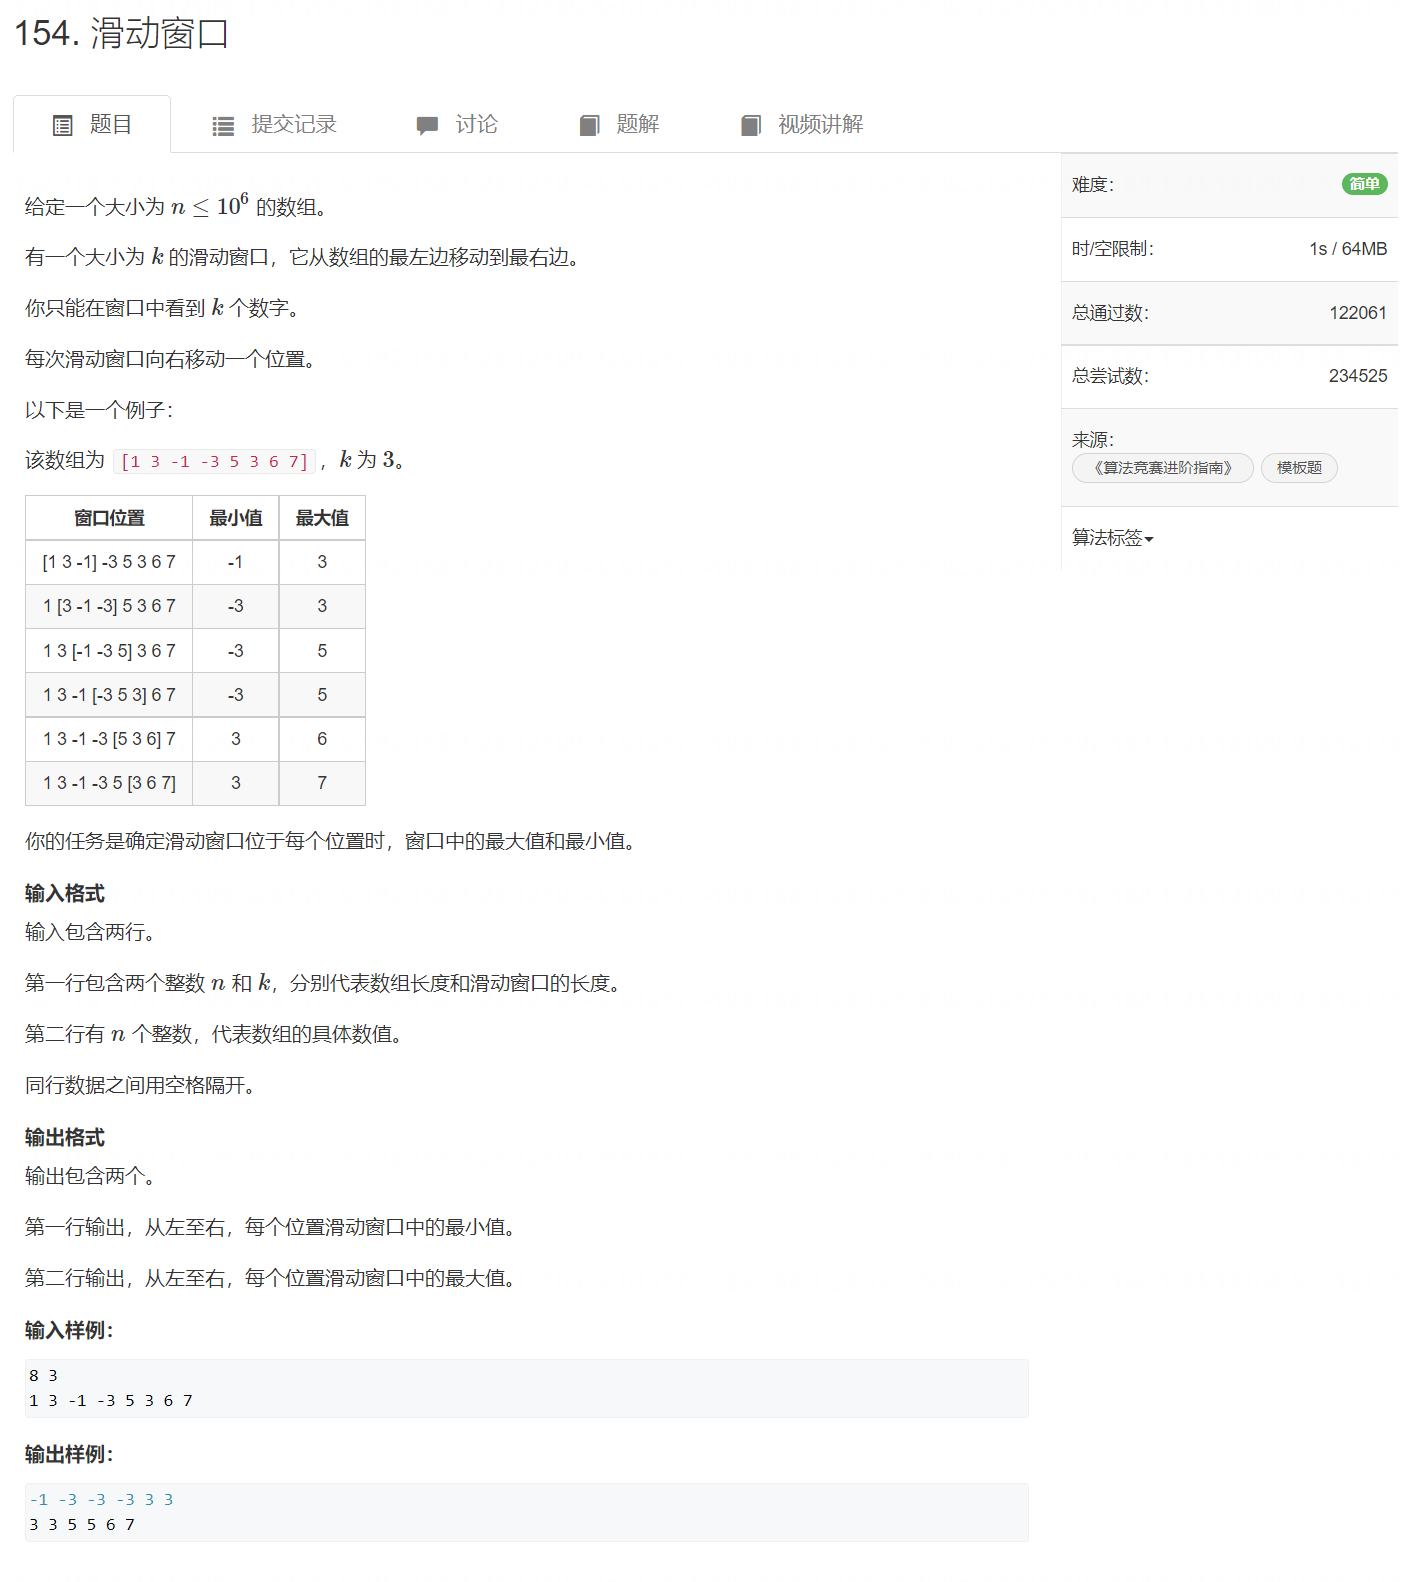 154. 滑动窗口
题目 提交记录 讨论 题解 视频讲解
给定一个大小为 n ≤ 10^6 的数组。
有一个大小为 k 的滑动窗口，它从数组的最左边移动到最右边。
你只能在窗口中看到 k 个数字。
每次滑动窗口向右移动一个位置。
以下是一个例子：
该数组为 [1 3 -1 -3 5 3 6 7]，k 为 3。
窗口位置 最小值 最大值
[1 3 -1] -3 5 3 6 7 -1 3
1 [3 -1 -3] 5 3 6 7 -3 3
1 3 [-1 -3 5] 3 6 7 -3 5
1 3 -1 [-3 5 3] 6 7 -3 5
1 3 -1 -3 [5 3 6] 7 3 6
1 3 -1 -3 5 [3 6 7] 3 7
你的任务是确定滑动窗口位于每个位置时，窗口中的最大值和最小值。
输入格式
输入包含两行。
第一行包含两个整数 n 和 k，分别代表数组长度和滑动窗口的长度。
第二行有 n 个整数，代表数组的具体数值。
同行数据之间用空格隔开。
输出格式
输出包含两个。
第一行输出，从左至右，每个位置滑动窗口中的最小值。
第二行输出，从左至右，每个位置滑动窗口中的最大值。
输入样例：
8 3
1 3 -1 -3 5 3 6 7
输出样例：
-1 -3 -3 -3 3 3
3 3 5 5 6 7
难度： 简单
时/空限制： 1s / 64MB
总通过数： 122061
总尝试数： 234525
来源：
《算法竞赛进阶指南》 模板题
算法标签